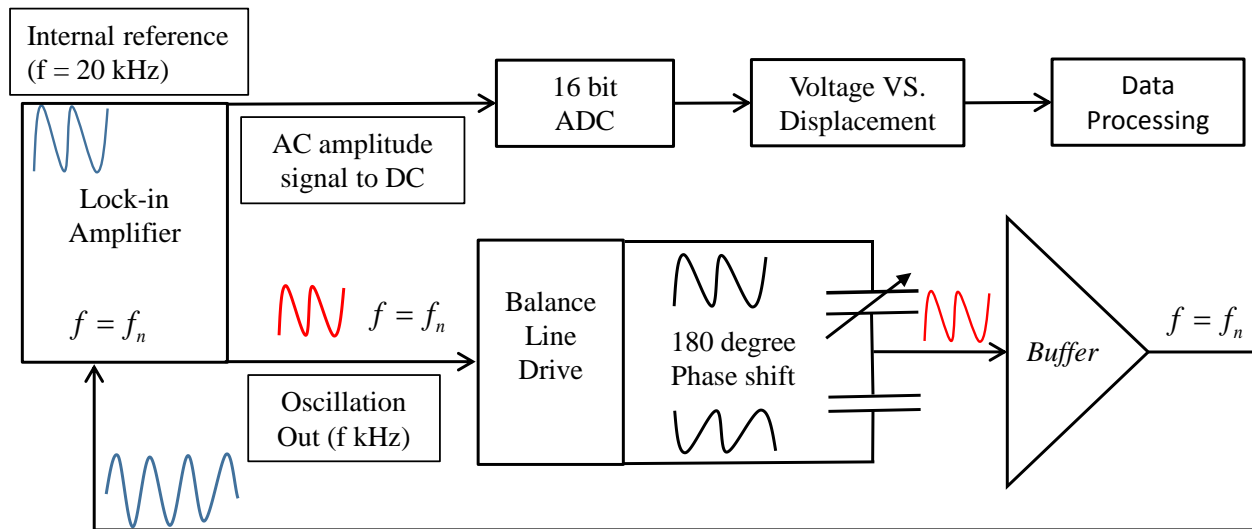 Internal reference
(f = 20 kHz)
16 bit
ADC
Voltage VS.
Displacement
Data
Processing
AC amplitude
signal to DC
Lock-in
Amplifier
f = fₙ
f = fₙ
Oscillation
Out (f kHz)
Balance
Line
Drive
180 degree
Phase shift
Buffer
f = fₙ